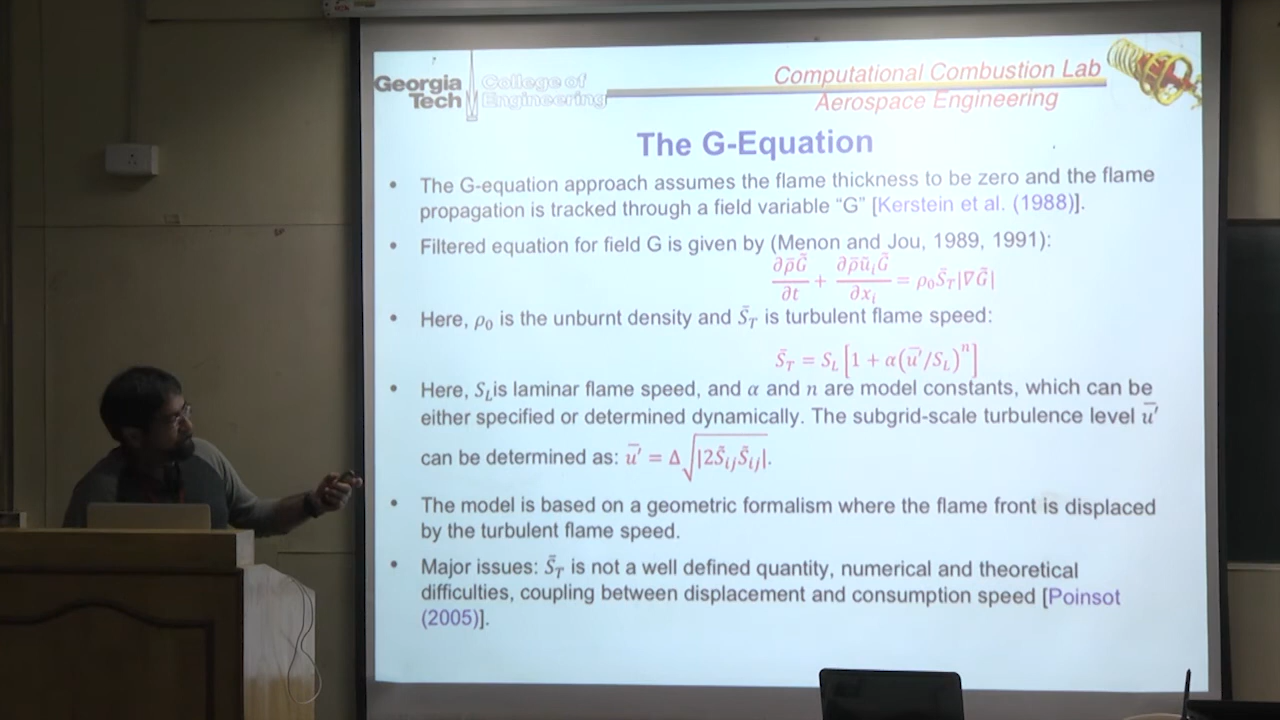 Georgia Tech
College of Engineering
Computational Combustion Lab
Aerospace Engineering
The G-Equation
• The G-equation approach assumes the flame thickness to be zero and the flame
propagation is tracked through a field variable “G” [Kerstein et al. (1988)].
• Filtered equation for field G is given by (Menon and Jou, 1989, 1991):
∂ρ̄G̃/∂t + ∂ρ̄ũᵢG̃/∂xᵢ = ρ₀S̄_T|∇G̃|
• Here, ρ₀ is the unburnt density and S̄_T is turbulent flame speed:
S̄_T = S_L [1 + α(u̅′/S_L)ⁿ]
• Here, S_L is laminar flame speed, and α and n are model constants, which can be
either specified or determined dynamically. The subgrid-scale turbulence level u̅′
can be determined as: u̅′ = Δ√|2S̃ᵢⱼS̃ᵢⱼ|.
• The model is based on a geometric formalism where the flame front is displaced
by the turbulent flame speed.
• Major issues: S̄_T is not a well defined quantity, numerical and theoretical
difficulties, coupling between displacement and consumption speed [Poinsot
(2005)].